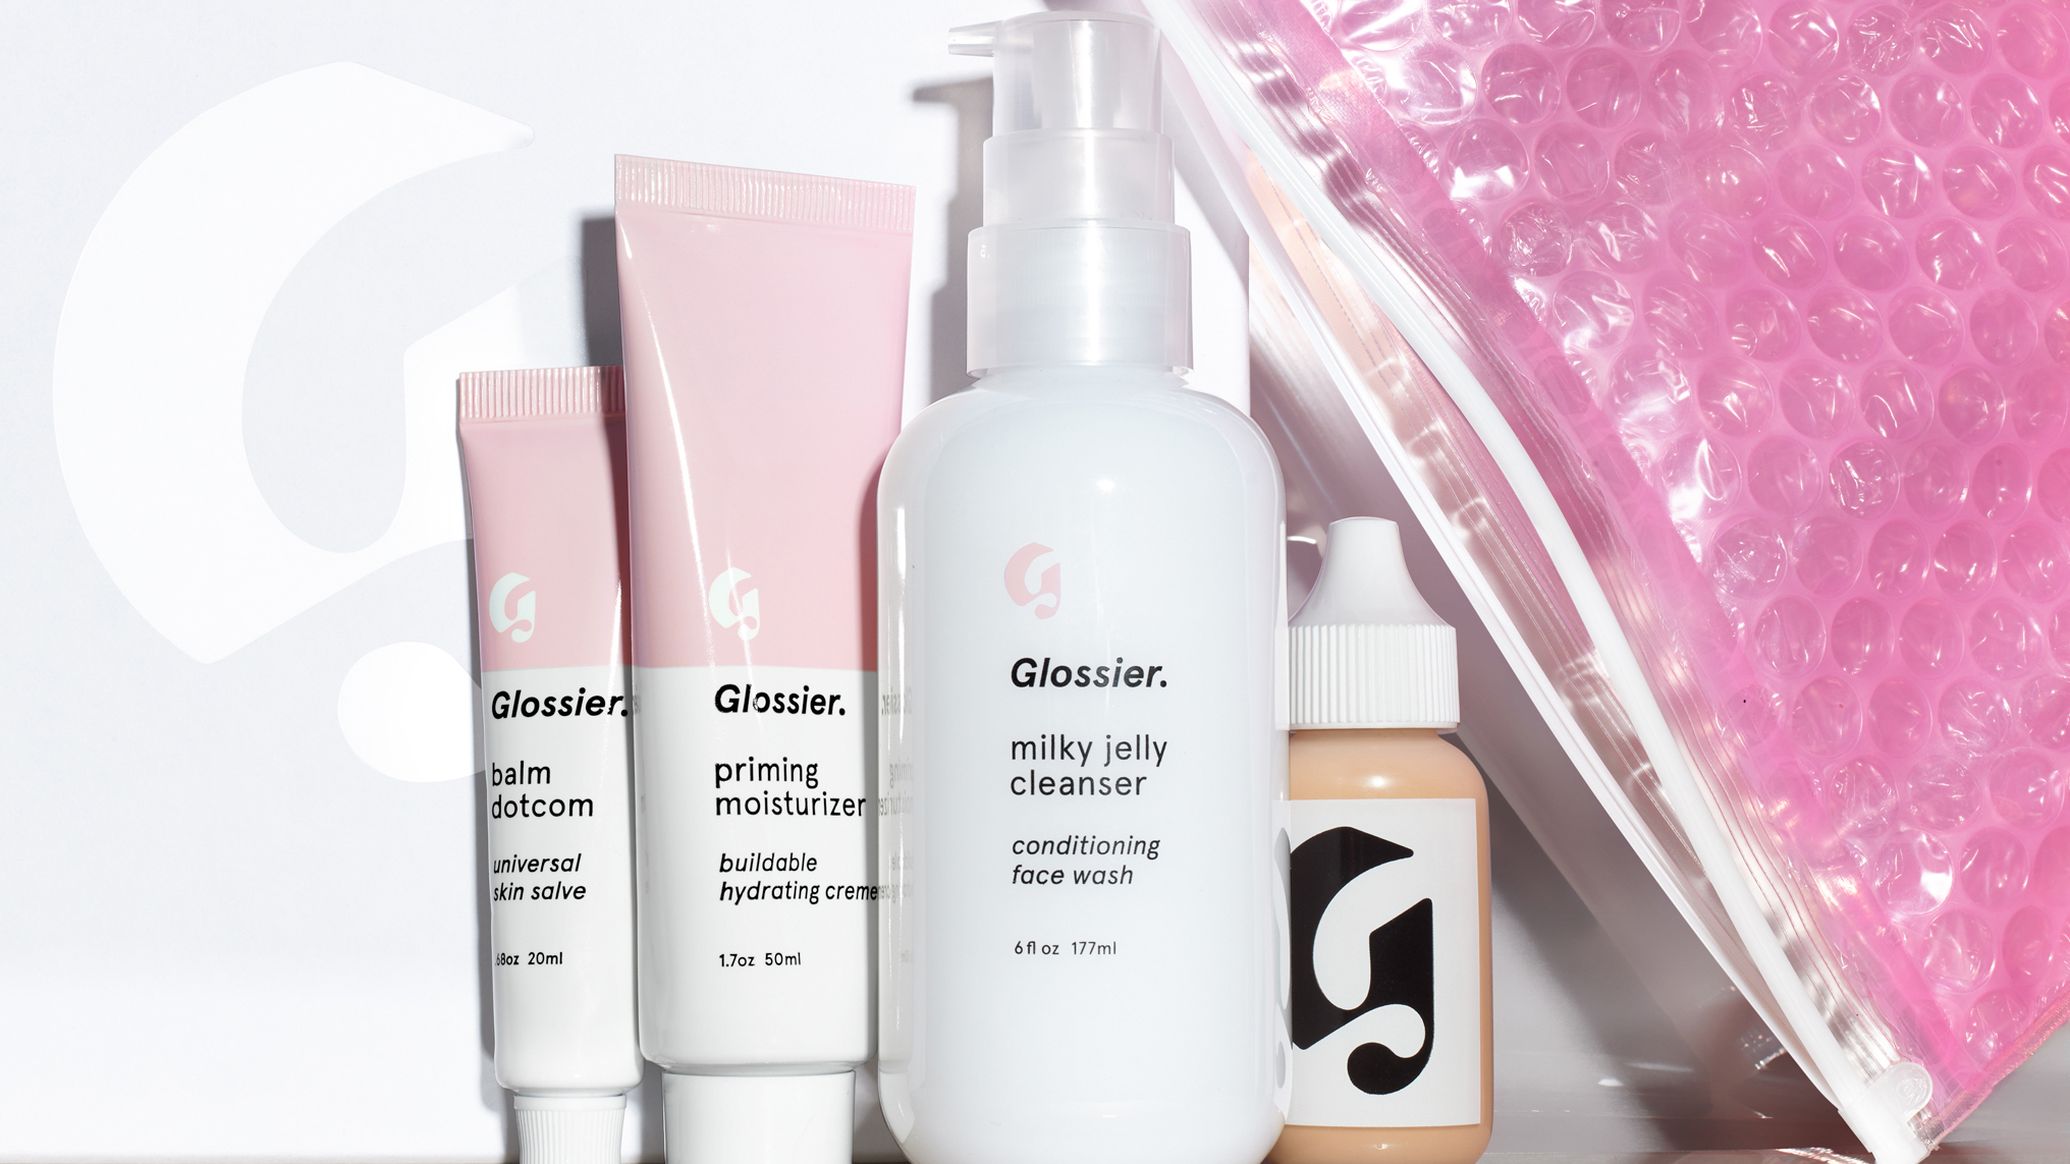 Glossier.
balm
dotcom
universal
skin salve
.68oz 20ml
Glossier.
priming
moisturizer
buildable
hydrating creme
1.7oz 50ml
Glossier.
milky jelly
cleanser
conditioning
face wash
6 fl oz 177ml